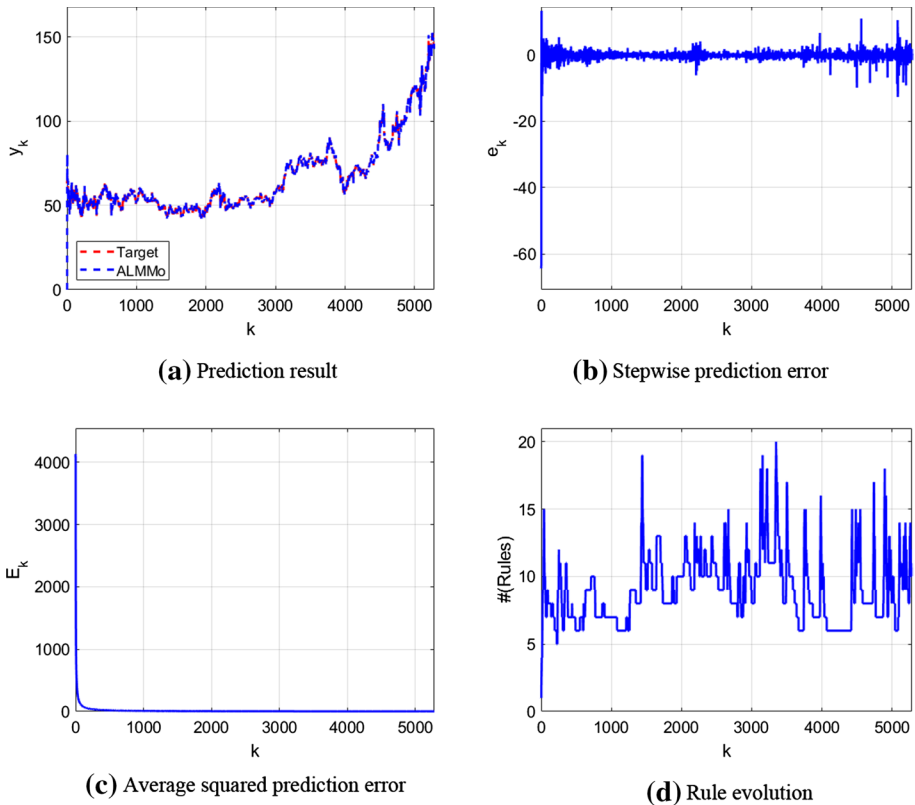 150
100
50
0
y_k
Target
ALMMo
0 1000 2000 3000 4000 5000
k
(a) Prediction result
0
-20
-40
-60
e_k
0 1000 2000 3000 4000 5000
k
(b) Stepwise prediction error
4000
3000
2000
1000
0
E_k
0 1000 2000 3000 4000 5000
k
(c) Average squared prediction error
20
15
10
5
0
#(Rules)
0 1000 2000 3000 4000 5000
k
(d) Rule evolution